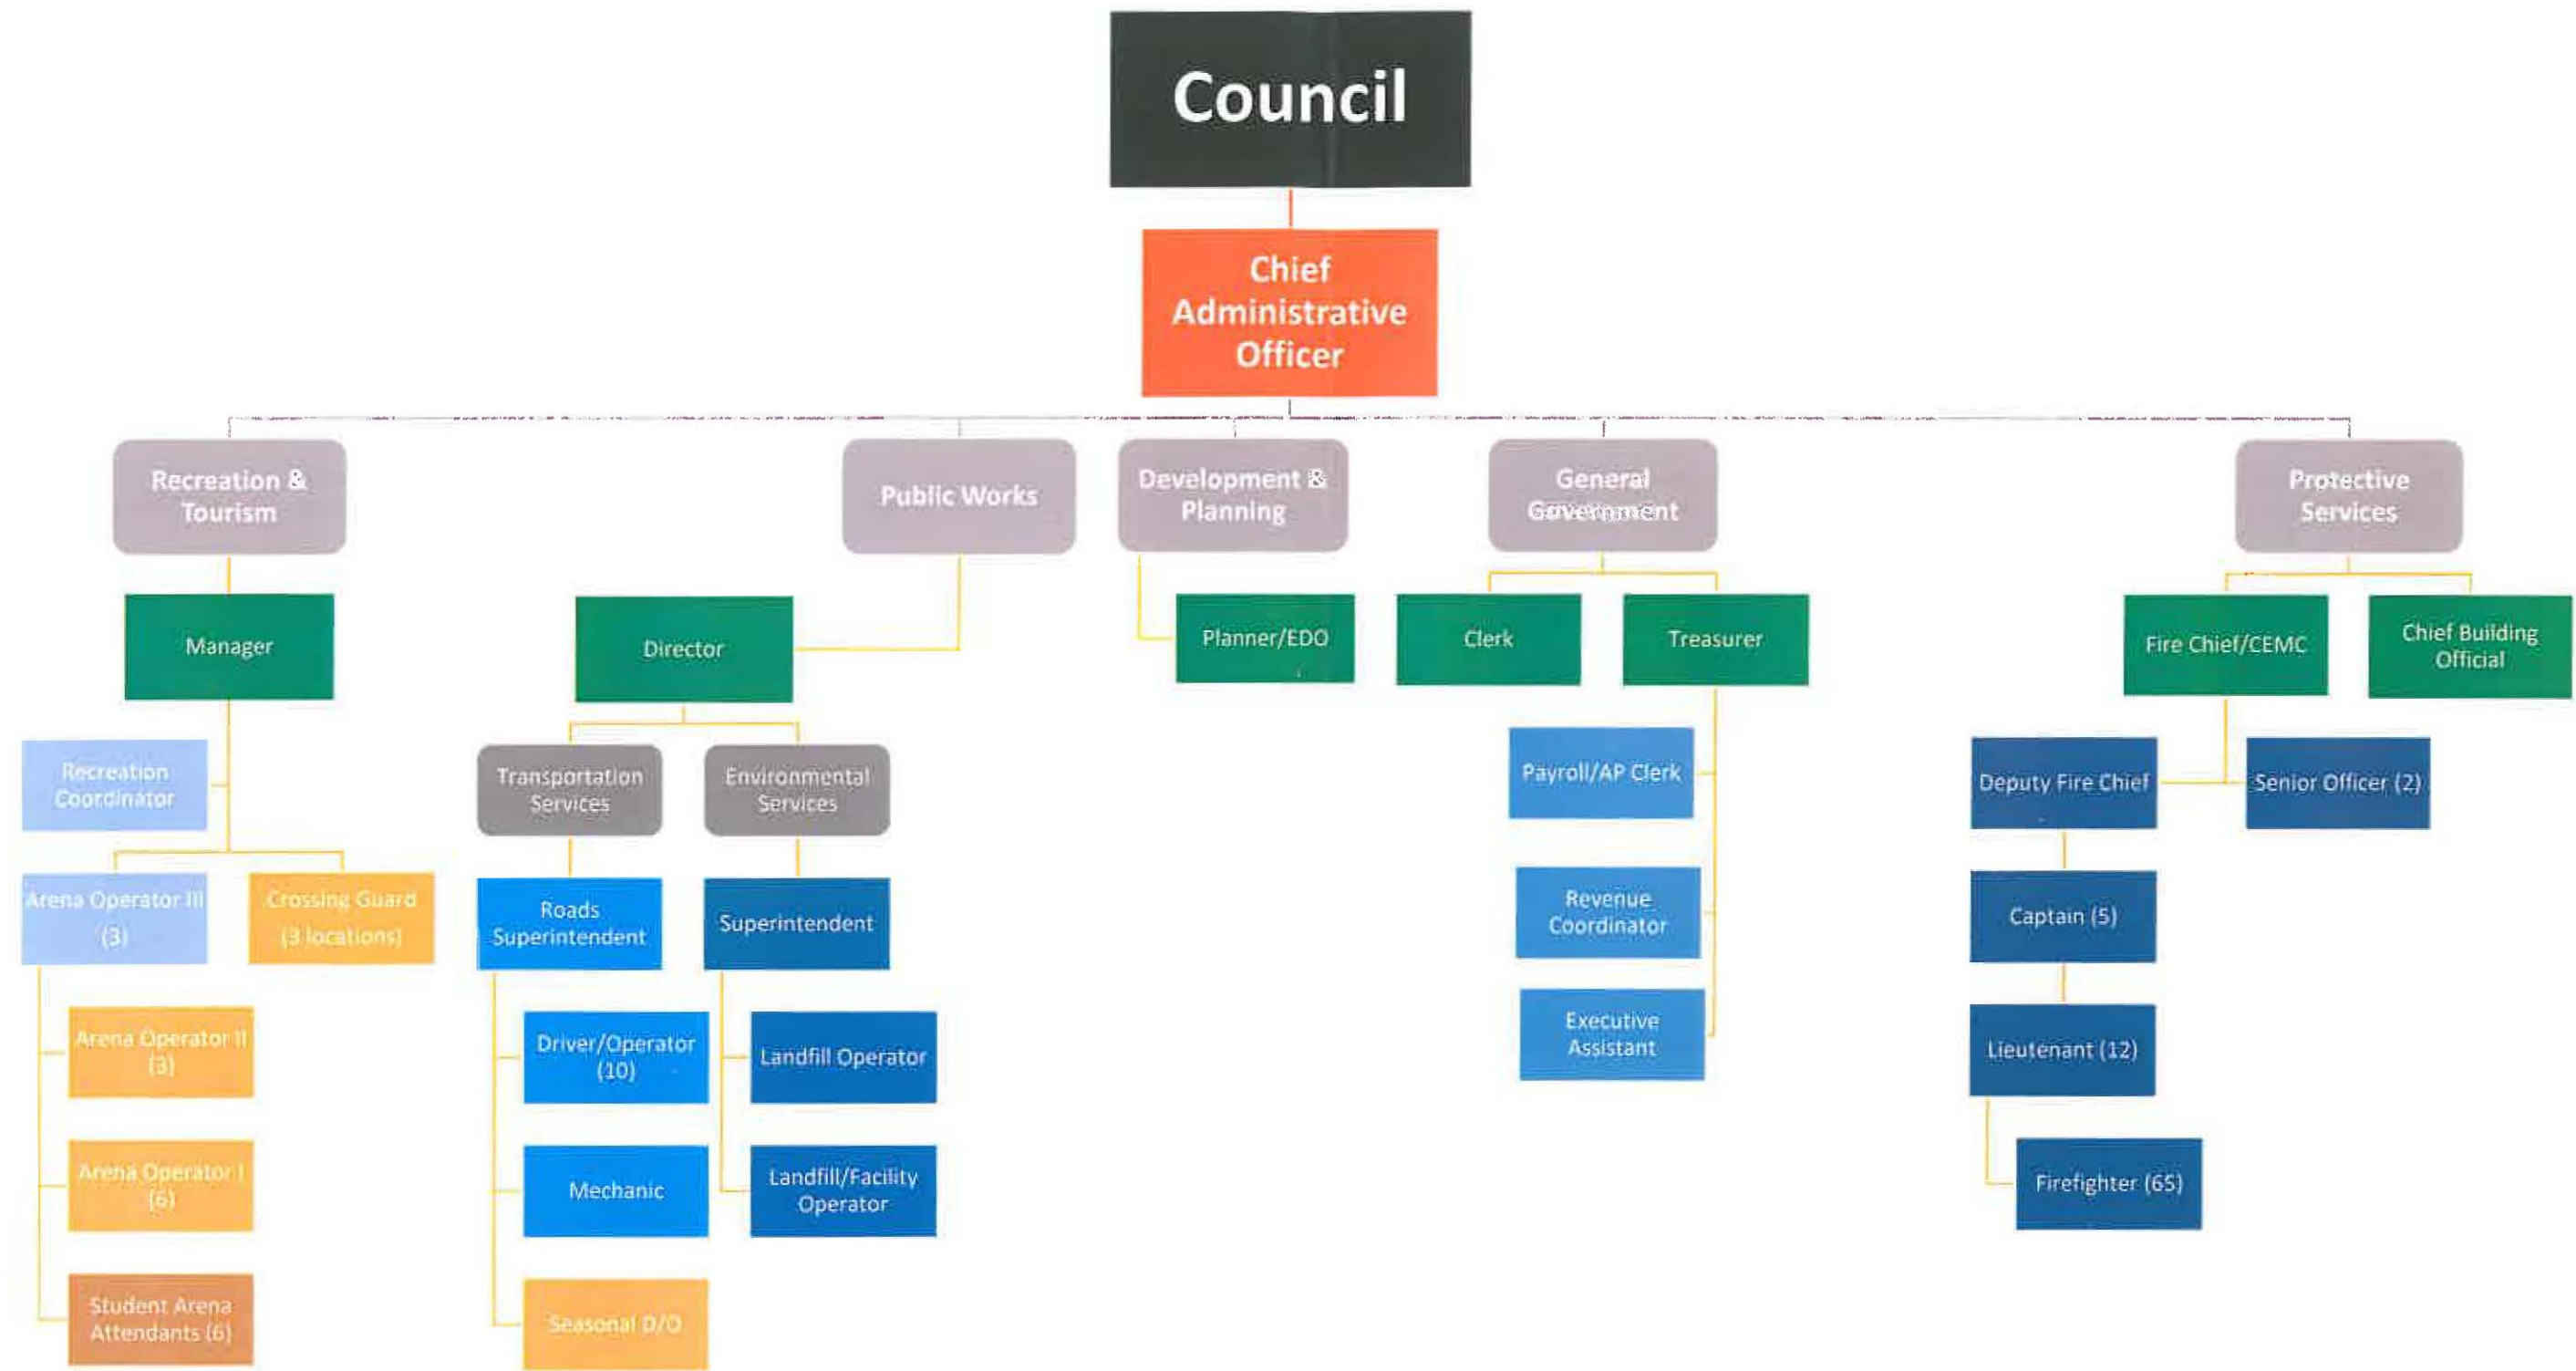 Council
Chief
Administrative
Officer
Recreation &
Tourism
Public Works
Development &
Planning
General
Government
Protective
Services
Manager
Director
Planner/EDO
Clerk
Treasurer
Fire Chief/CEMC
Chief Building
Official
Recreation
Coordinator
Transportation
Services
Environmental
Services
Payroll/AP Clerk
Deputy Fire Chief
Senior Officer (2)
Arena Operator III
(3)
Crossing Guard
(3 locations)
Roads
Superintendent
Superintendent
Revenue
Coordinator
Captain (5)
Arena Operator II
(3)
Driver/Operator
(10)
Landfill Operator
Executive
Assistant
Lieutenant (12)
Arena Operator I
(6)
Mechanic
Landfill/Facility
Operator
Firefighter (65)
Student Arena
Attendants (6)
Seasonal D/O